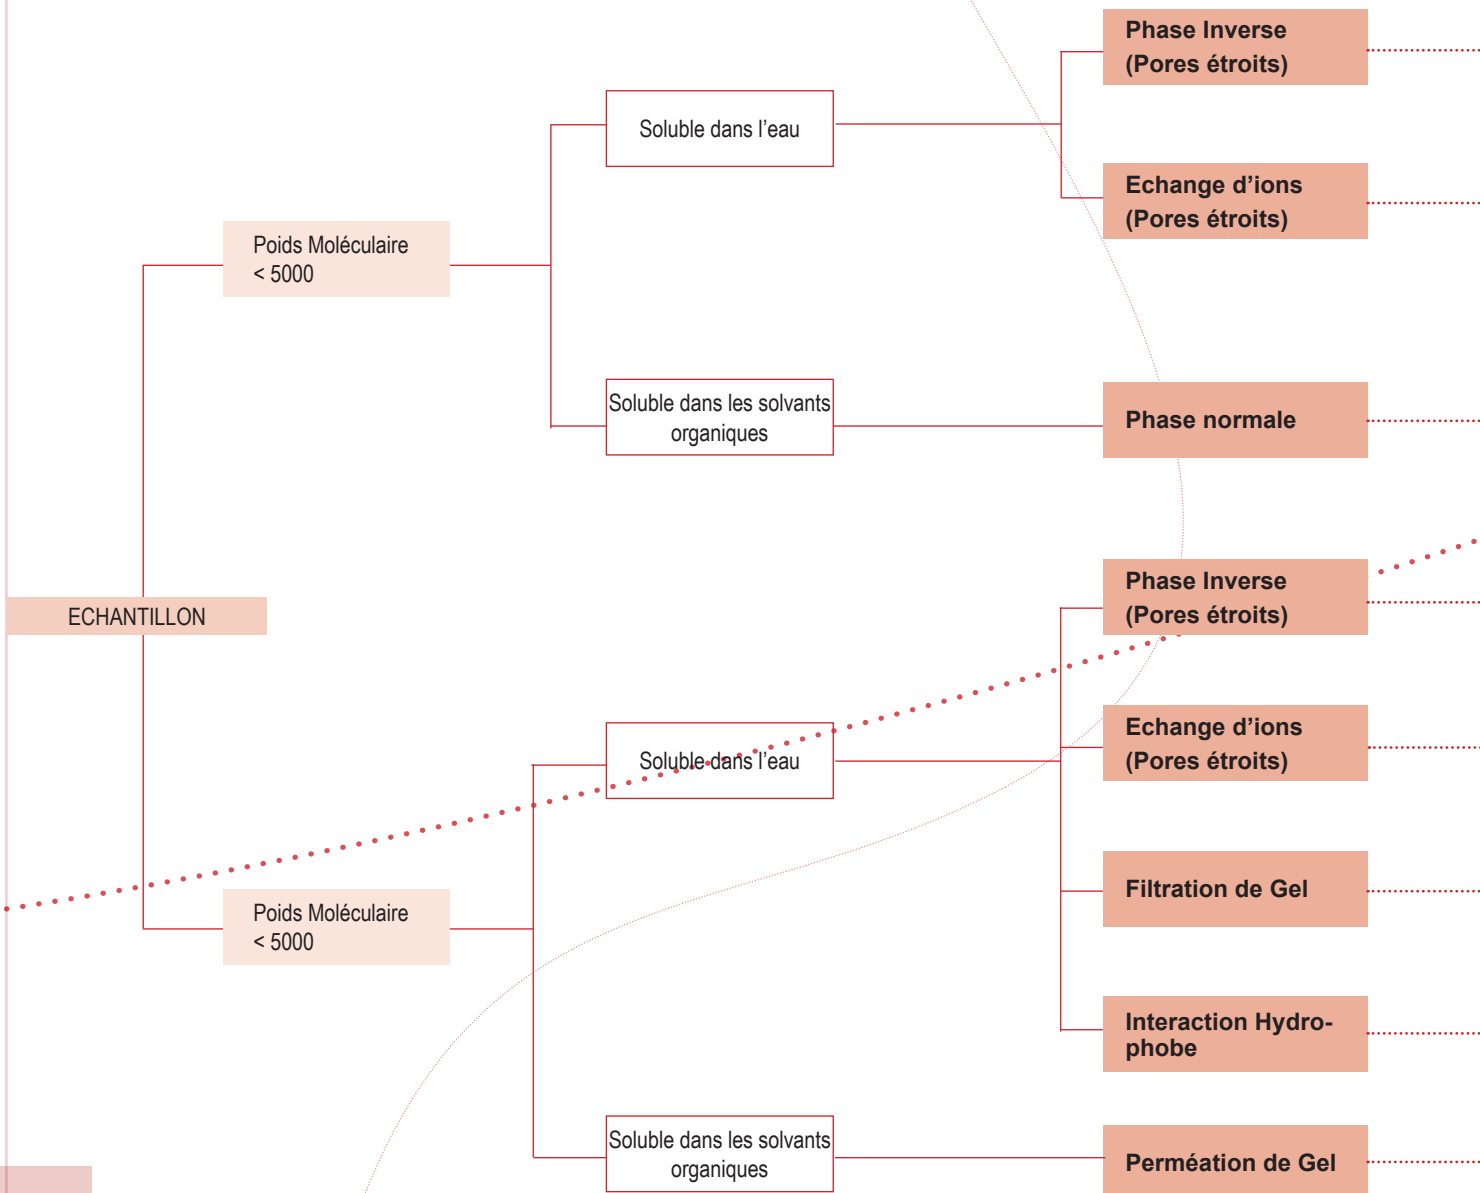 Phase Inverse
(Pores étroits)
Soluble dans l’eau
Echange d’ions
(Pores étroits)
Poids Moléculaire
< 5000
Soluble dans les solvants
organiques
Phase normale
Phase Inverse
(Pores étroits)
ECHANTILLON
Echange d’ions
(Pores étroits)
Soluble dans l’eau
Filtration de Gel
Poids Moléculaire
< 5000
Interaction Hydro-
phobe
Soluble dans les solvants
organiques
Perméation de Gel